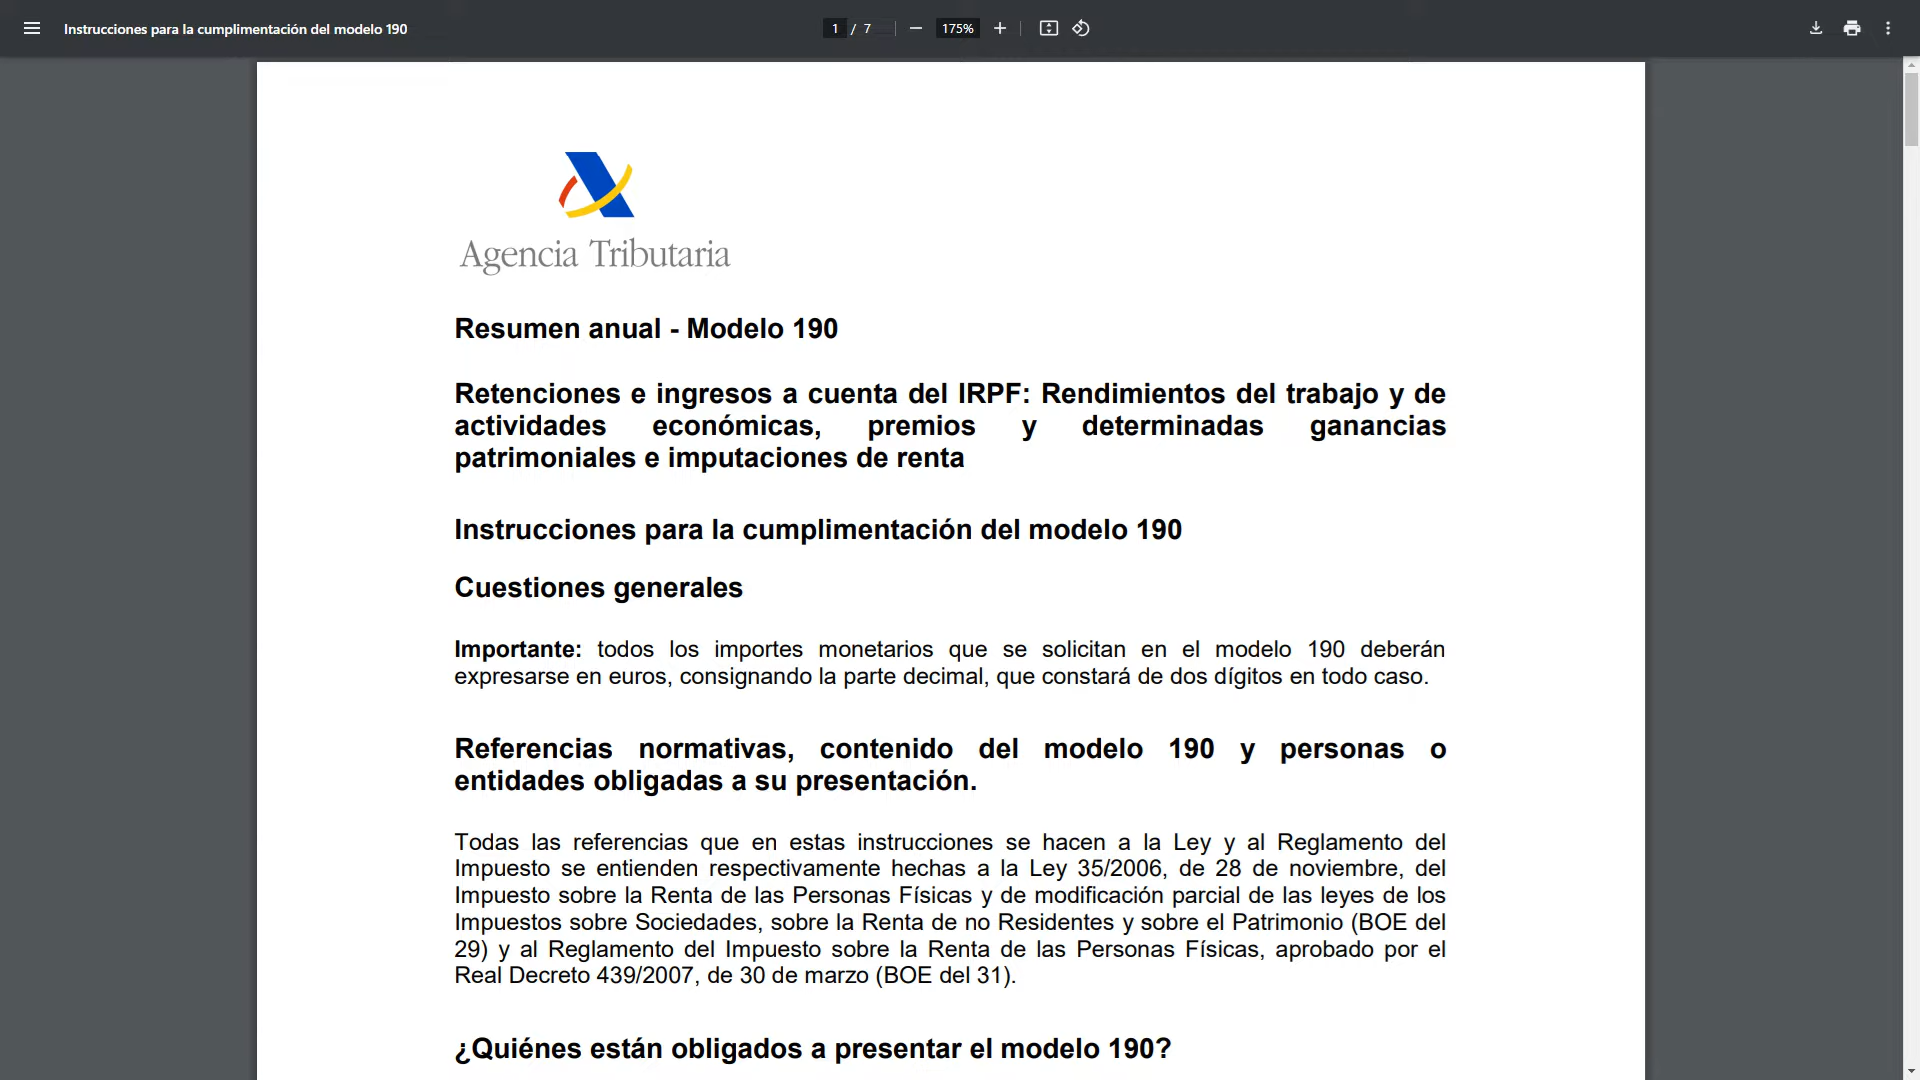 Instrucciones para la cumplimentación del modelo 190
1 / 7
175%
Agencia Tributaria
Resumen anual - Modelo 190
Retenciones e ingresos a cuenta del IRPF: Rendimientos del trabajo y de
actividades económicas, premios y determinadas ganancias
patrimoniales e imputaciones de renta
Instrucciones para la cumplimentación del modelo 190
Cuestiones generales
Importante: todos los importes monetarios que se solicitan en el modelo 190 deberán
expresarse en euros, consignando la parte decimal, que constará de dos dígitos en todo caso.
Referencias normativas, contenido del modelo 190 y personas o
entidades obligadas a su presentación.
Todas las referencias que en estas instrucciones se hacen a la Ley y al Reglamento del
Impuesto se entienden respectivamente hechas a la Ley 35/2006, de 28 de noviembre, del
Impuesto sobre la Renta de las Personas Físicas y de modificación parcial de las leyes de los
Impuestos sobre Sociedades, sobre la Renta de no Residentes y sobre el Patrimonio (BOE del
29) y al Reglamento del Impuesto sobre la Renta de las Personas Físicas, aprobado por el
Real Decreto 439/2007, de 30 de marzo (BOE del 31).
¿Quiénes están obligados a presentar el modelo 190?